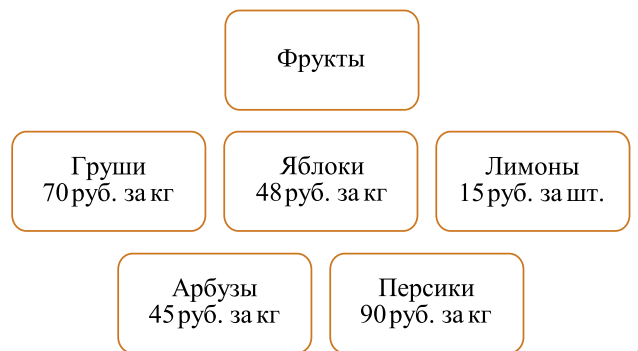 Фрукты
Груши
70 руб. за кг
Яблоки
48 руб. за кг
Лимоны
15 руб. за шт.
Арбузы
45 руб. за кг
Персики
90 руб. за кг